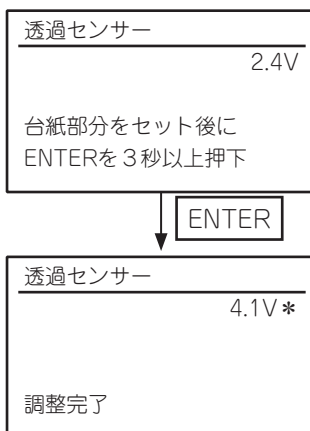 透過センサー
2.4V
台紙部分をセット後に
ENTERを３秒以上押下
ENTER
透過センサー
4.1V＊
調整完了